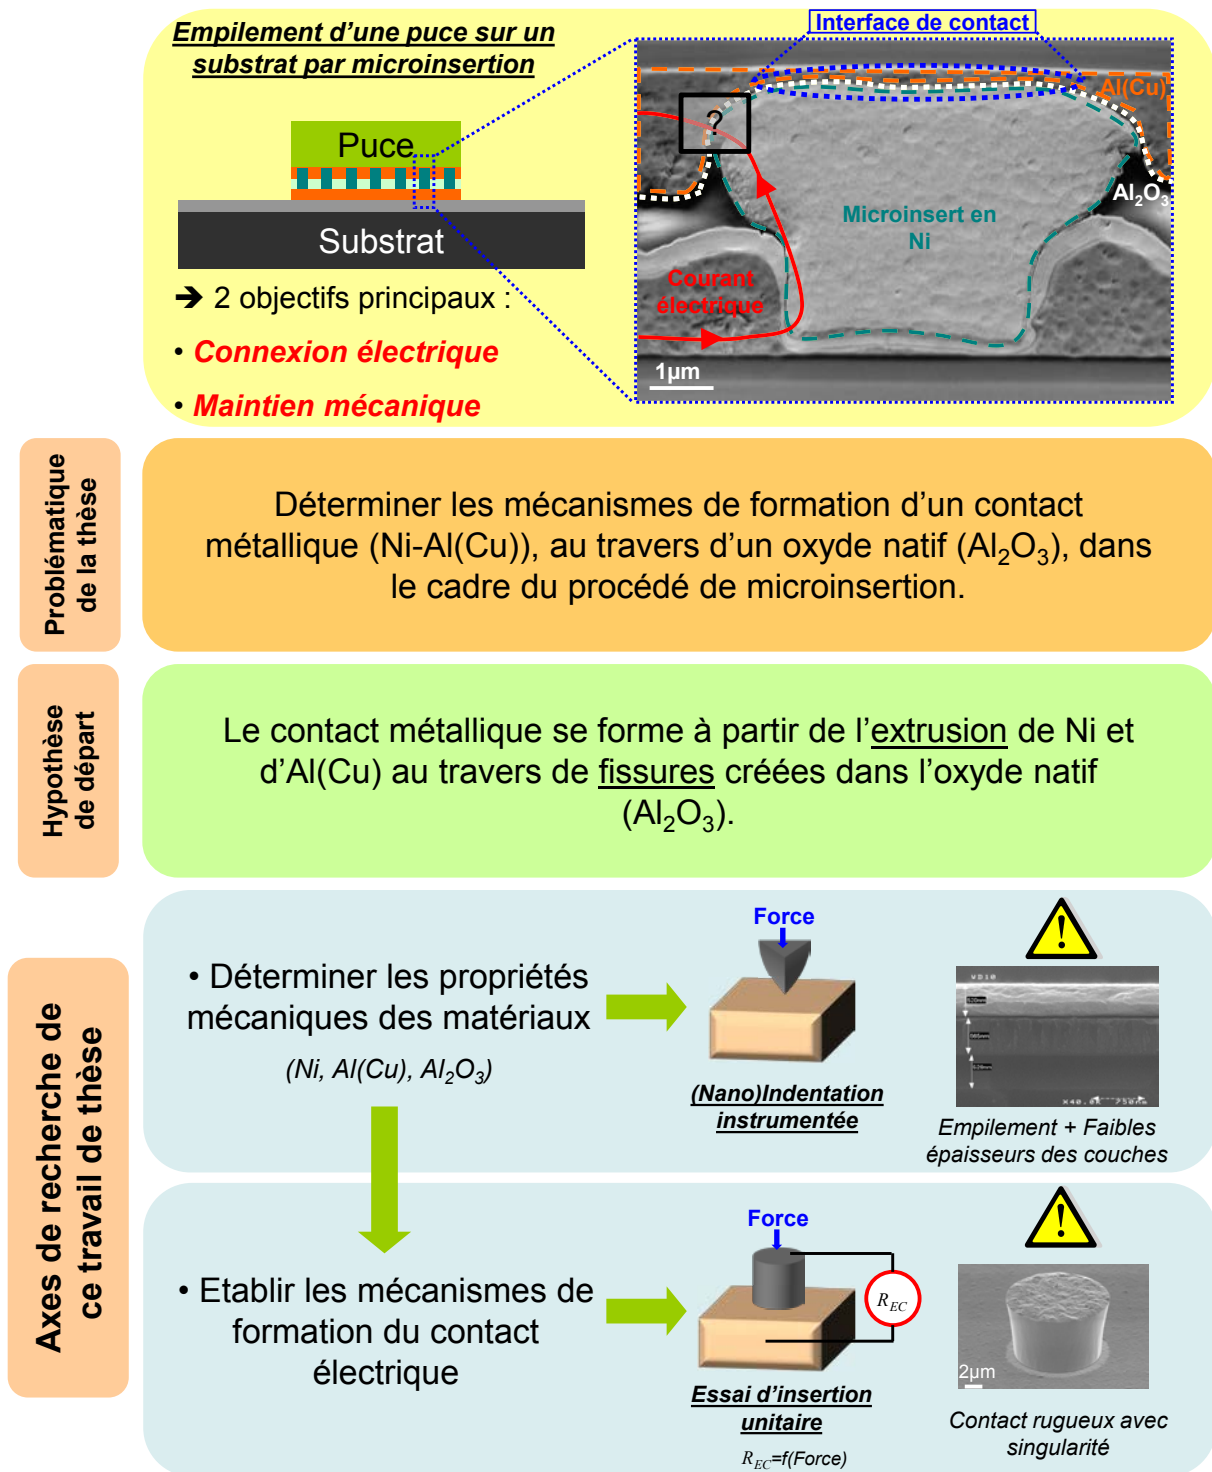 Empilement d'une puce sur un
substrat par microinsertion
Interface de contact
Al(Cu)
?
Puce
Al2O3
Microinsert en
Ni
Substrat
Courant
électrique
➔ 2 objectifs principaux :
• Connexion électrique
1µm
• Maintien mécanique
Problématique
de la thèse
Déterminer les mécanismes de formation d'un contact
métallique (Ni-Al(Cu)), au travers d'un oxyde natif (Al2O3), dans
le cadre du procédé de microinsertion.
Hypothèse
de départ
Le contact métallique se forme à partir de l'extrusion de Ni et
d'Al(Cu) au travers de fissures créées dans l'oxyde natif
(Al2O3).
Axes de recherche de
ce travail de thèse
• Déterminer les propriétés
mécaniques des matériaux
(Ni, Al(Cu), Al2O3)
Force
(Nano)Indentation
instrumentée
!
WD10
X40.0K 750nm
Empilement + Faibles
épaisseurs des couches
• Etablir les mécanismes de
formation du contact
électrique
Force
REC
Essai d'insertion
unitaire
REC=f(Force)
!
2µm
Contact rugueux avec
singularité